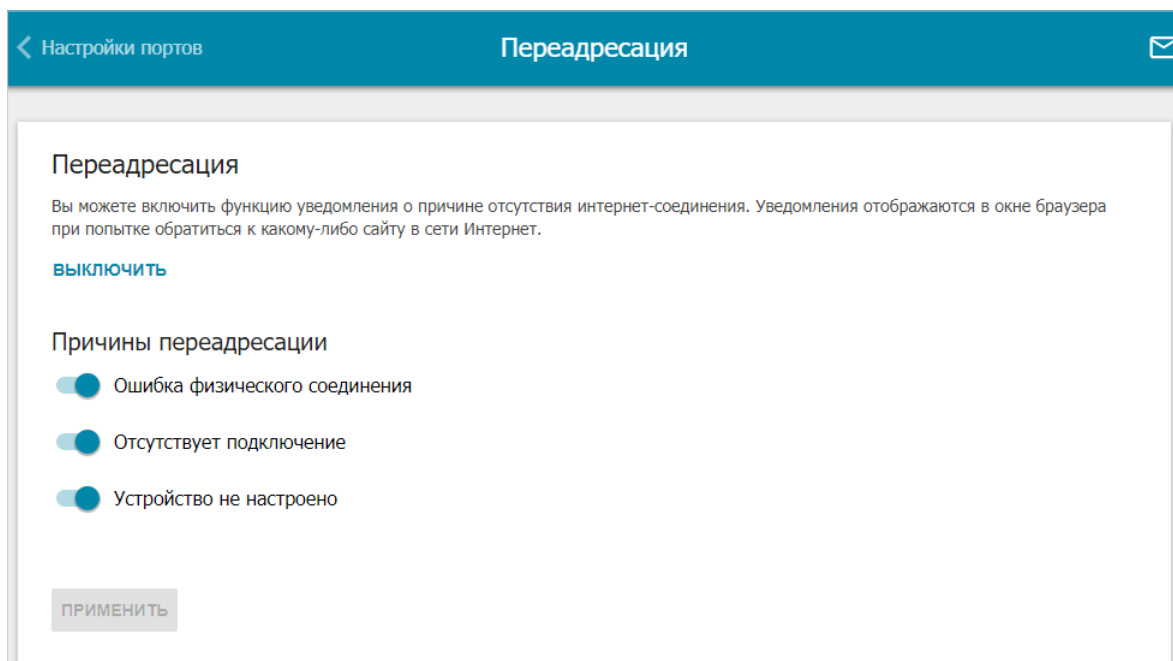 Настройки портов
Переадресация
Переадресация
Вы можете включить функцию уведомления о причине отсутствия интернет-соединения. Уведомления отображаются в окне браузера
при попытке обратиться к какому-либо сайту в сети Интернет.
ВЫКЛЮЧИТЬ
Причины переадресации
Ошибка физического соединения
Отсутствует подключение
Устройство не настроено
ПРИМЕНИТЬ